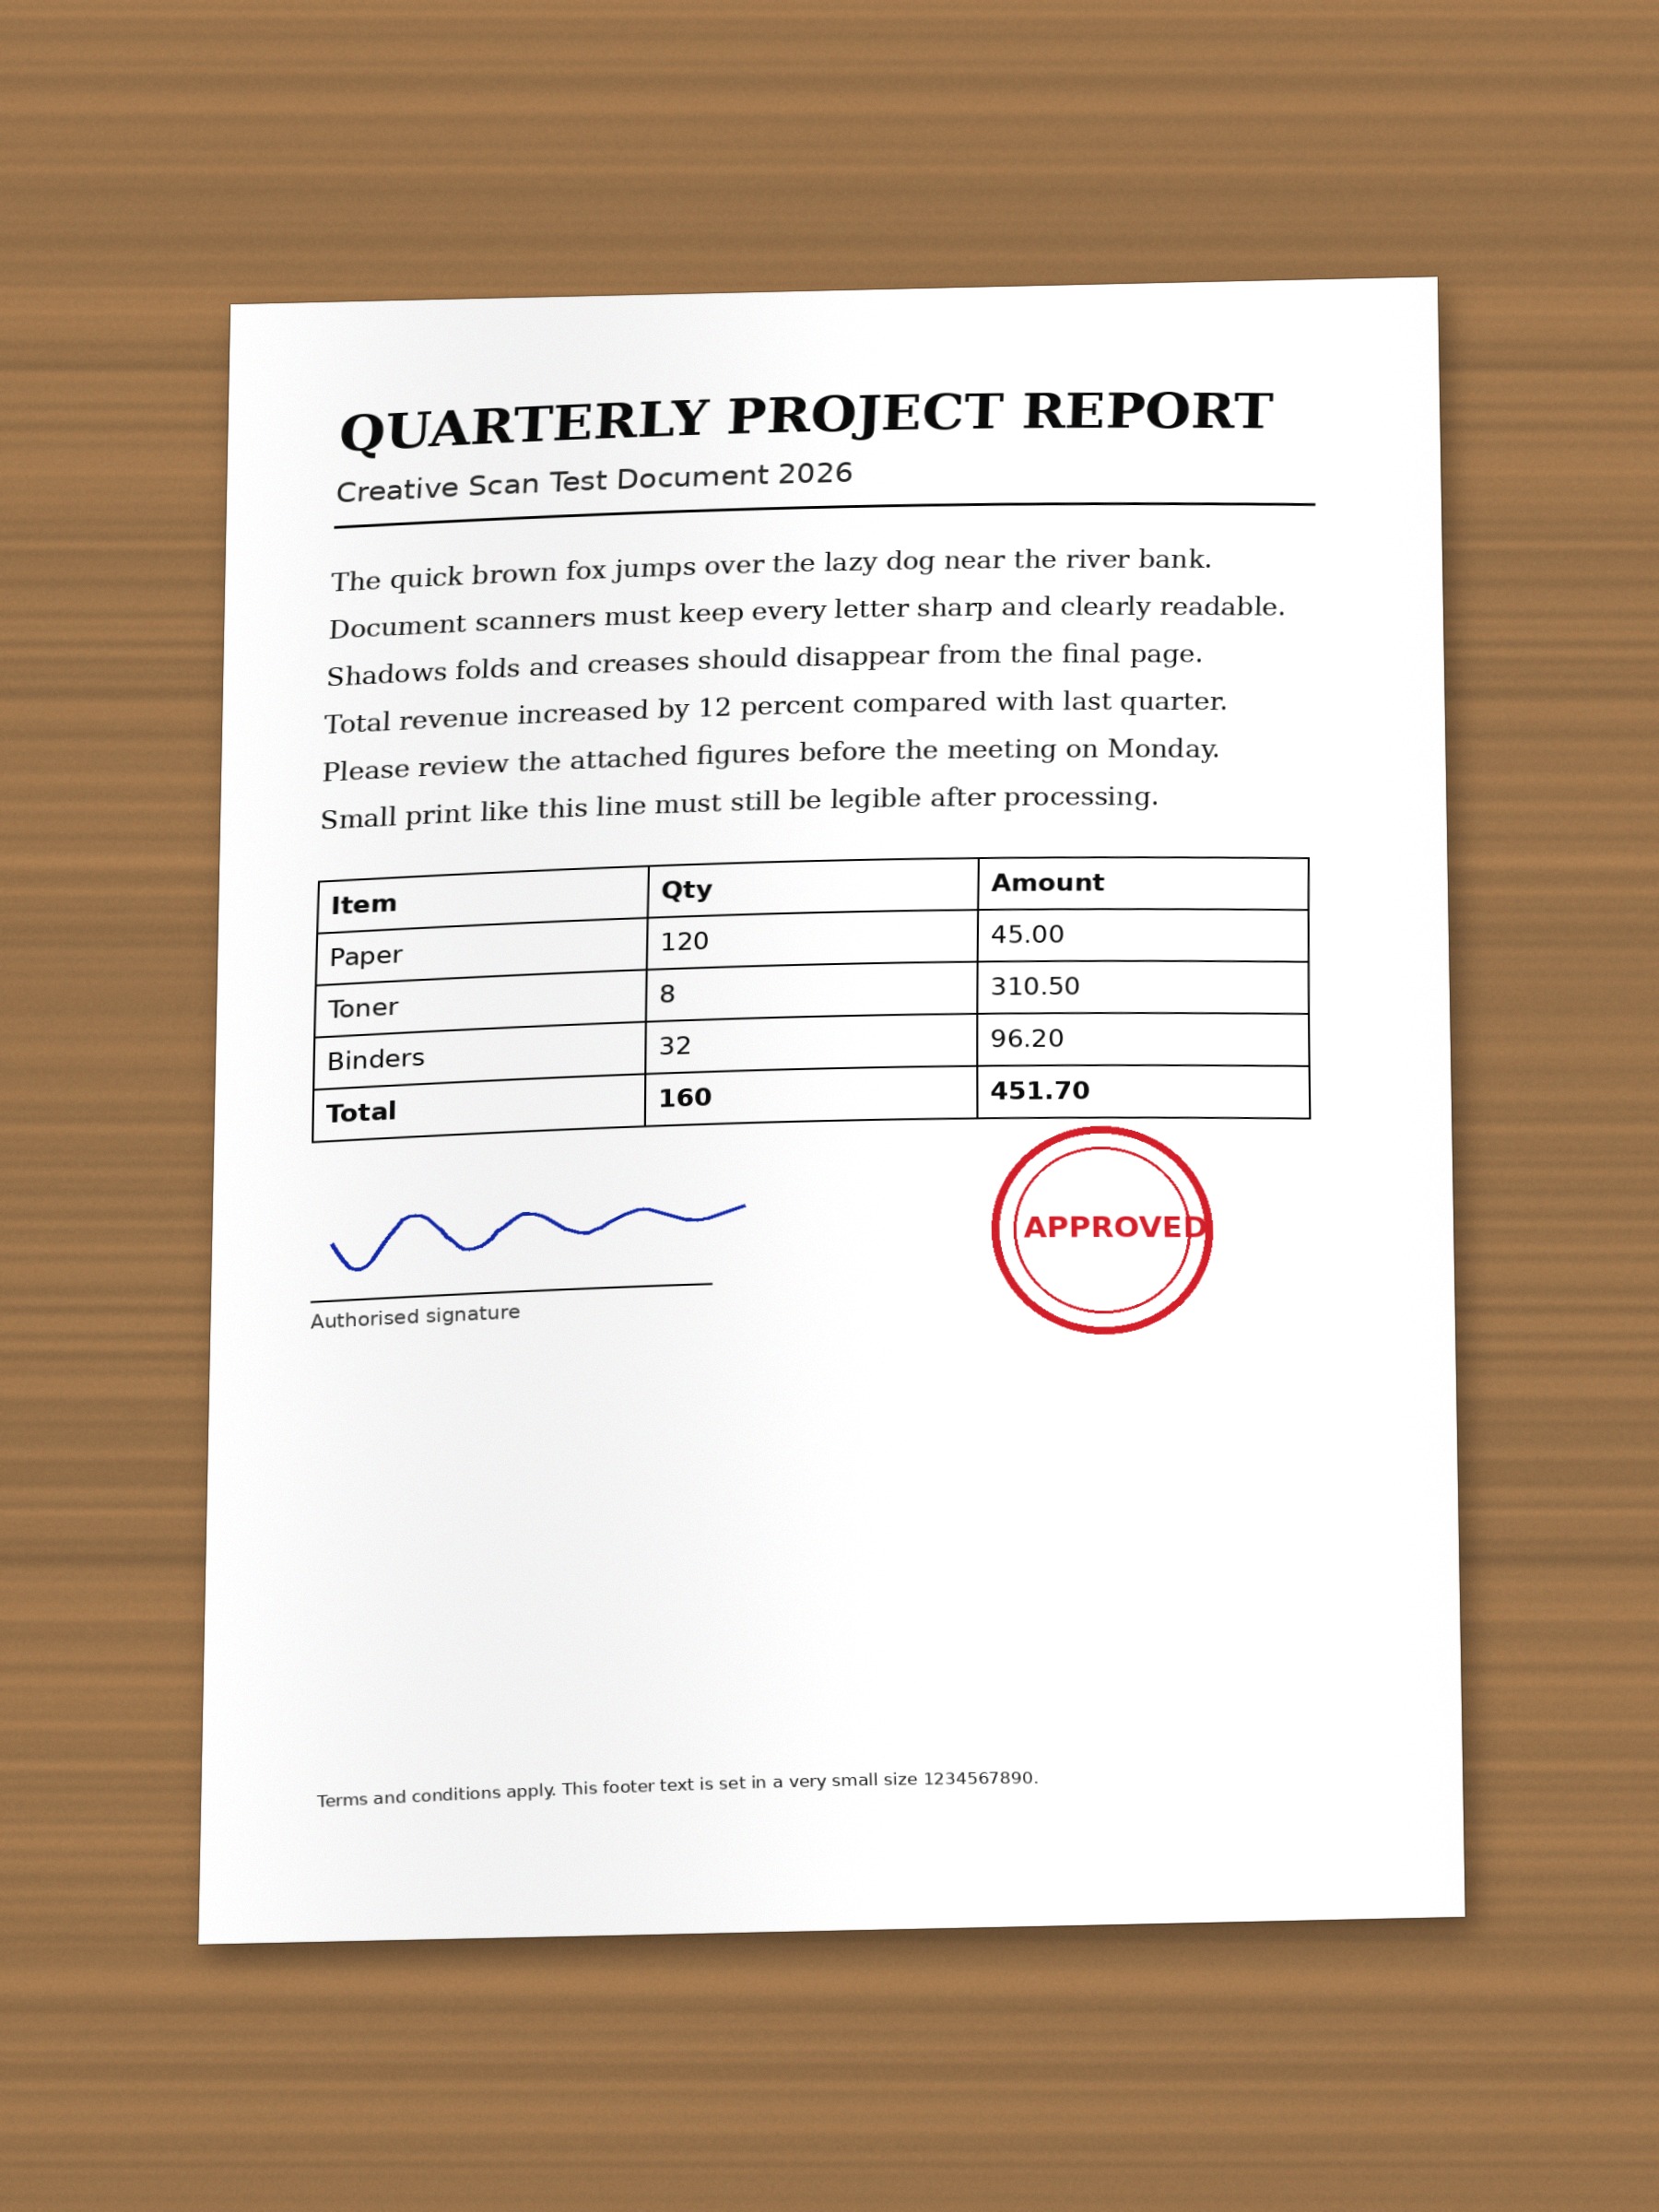 QUARTERLY PROJECT REPORT
Creative Scan Test Document 2026
The quick brown fox jumps over the lazy dog near the river bank.
Document scanners must keep every letter sharp and clearly readable.
Shadows folds and creases should disappear from the final page.
Total revenue increased by 12 percent compared with last quarter.
Please review the attached figures before the meeting on Monday.
Small print like this line must still be legible after processing.
Item Qty Amount
Paper 120 45.00
Toner 8 310.50
Binders 32 96.20
Total 160 451.70
APPROVED
Authorised signature
Terms and conditions apply. This footer text is set in a very small size 1234567890.